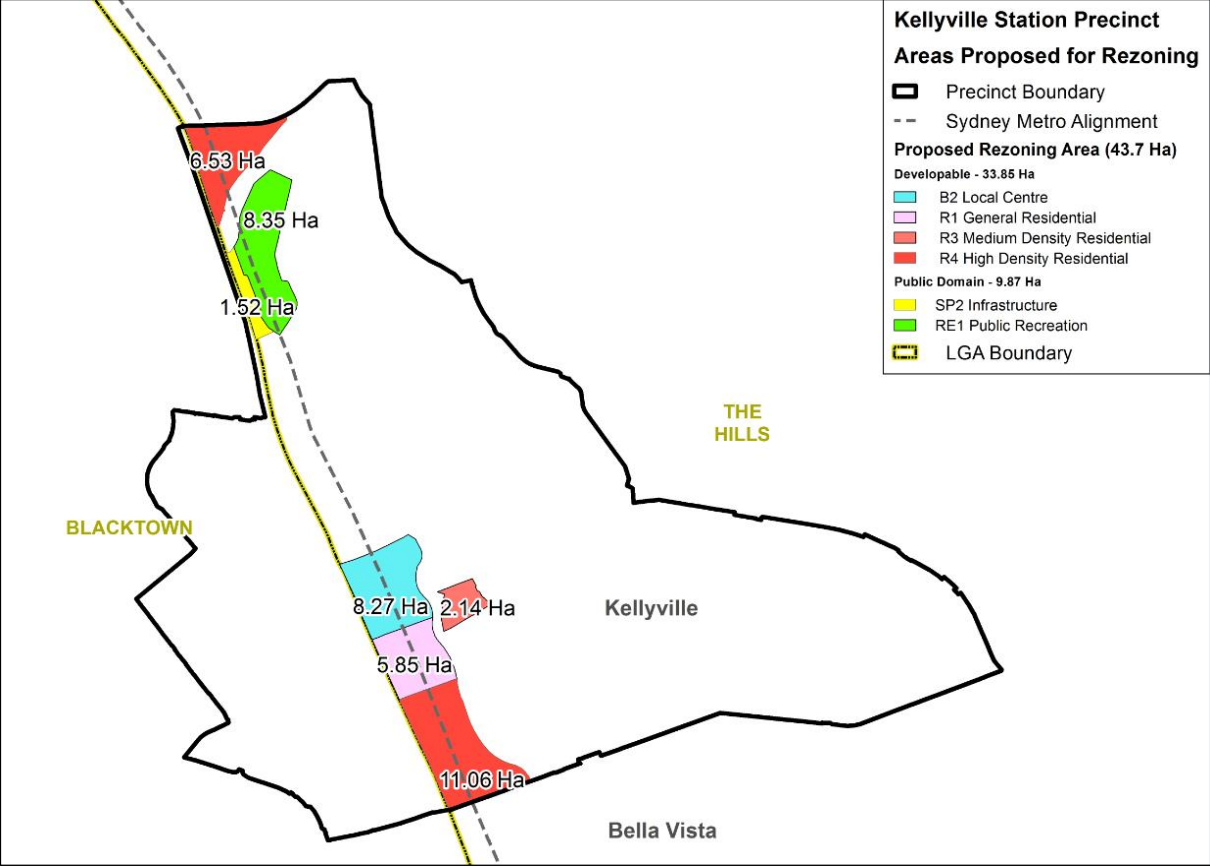 Kellyville Station Precinct
Areas Proposed for Rezoning
Precinct Boundary
Sydney Metro Alignment
Proposed Rezoning Area (43.7 Ha)
Developable - 33.85 Ha
B2 Local Centre
R1 General Residential
R3 Medium Density Residential
R4 High Density Residential
Public Domain - 9.87 Ha
SP2 Infrastructure
RE1 Public Recreation
LGA Boundary
6.53 Ha
8.35 Ha
1.52 Ha
THE
HILLS
BLACKTOWN
8.27 Ha
2.14 Ha
Kellyville
5.85 Ha
11.06 Ha
Bella Vista